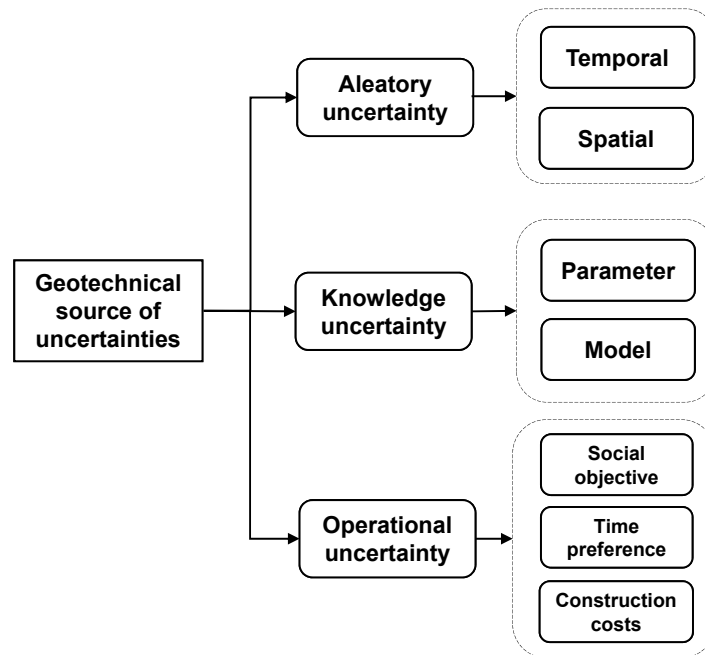 Geotechnical
source of
uncertainties
Aleatory
uncertainty
Temporal
Spatial
Knowledge
uncertainty
Parameter
Model
Operational
uncertainty
Social
objective
Time
preference
Construction
costs